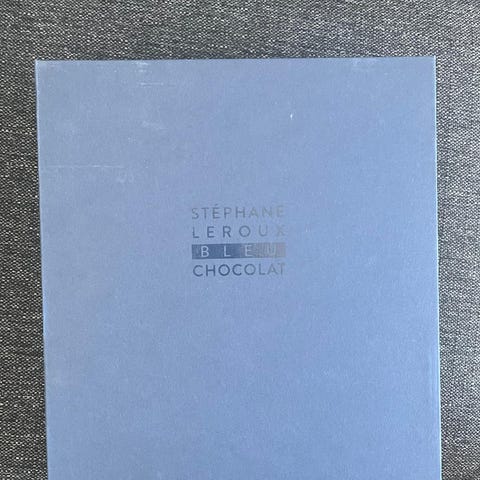 STÉPHANE
LEROUX
BLEU
CHOCOLAT